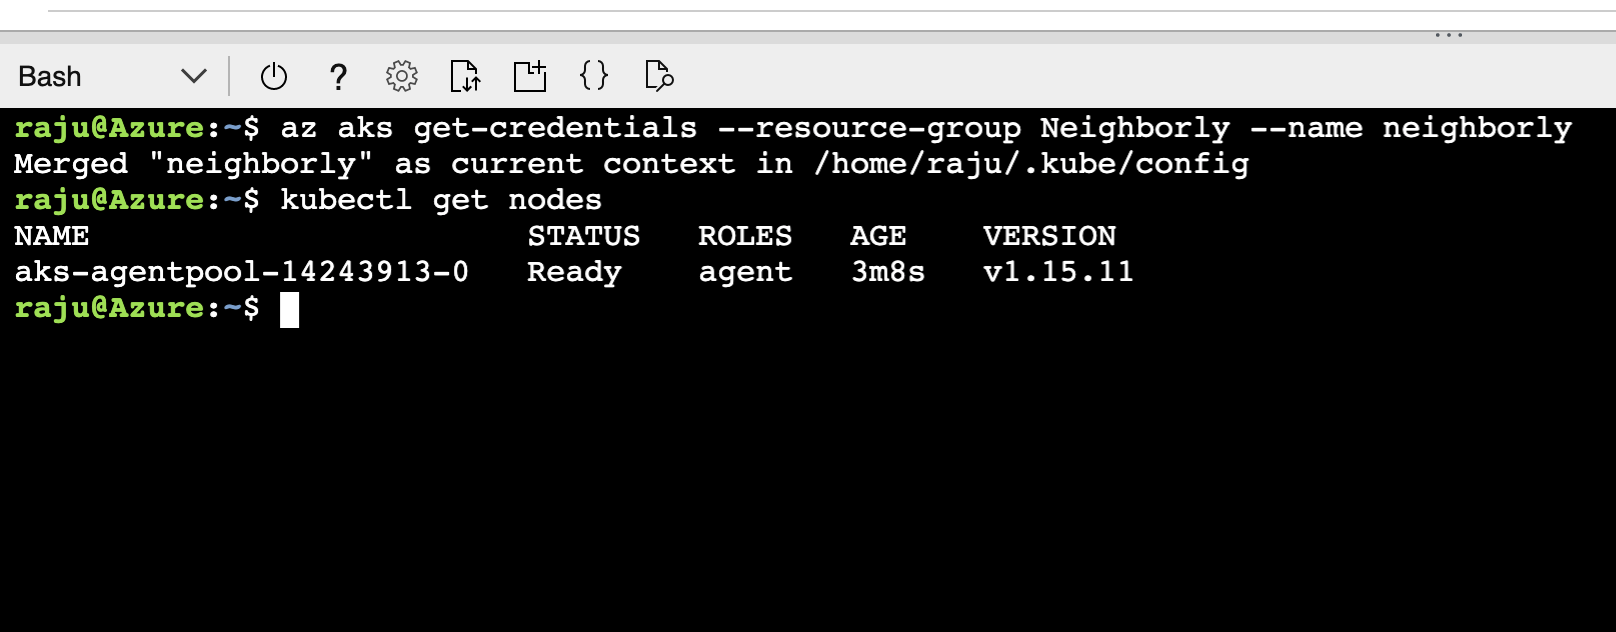 Bash
raju@Azure:~$ az aks get-credentials --resource-group Neighborly --name neighborly
Merged "neighborly" as current context in /home/raju/.kube/config
raju@Azure:~$ kubectl get nodes
NAME                       STATUS   ROLES   AGE    VERSION
aks-agentpool-14243913-0   Ready    agent   3m8s   v1.15.11
raju@Azure:~$